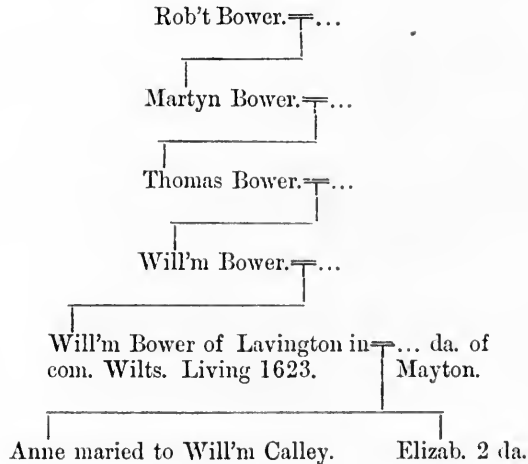 Rob't Bower.=...
Martyn Bower.=...
Thomas Bower.=...
Will'm Bower.=...
Will'm Bower of Lavington in=... da. of
com. Wilts. Living 1623. Mayton.
Anne maried to Will'm Calley. Elizab. 2 da.